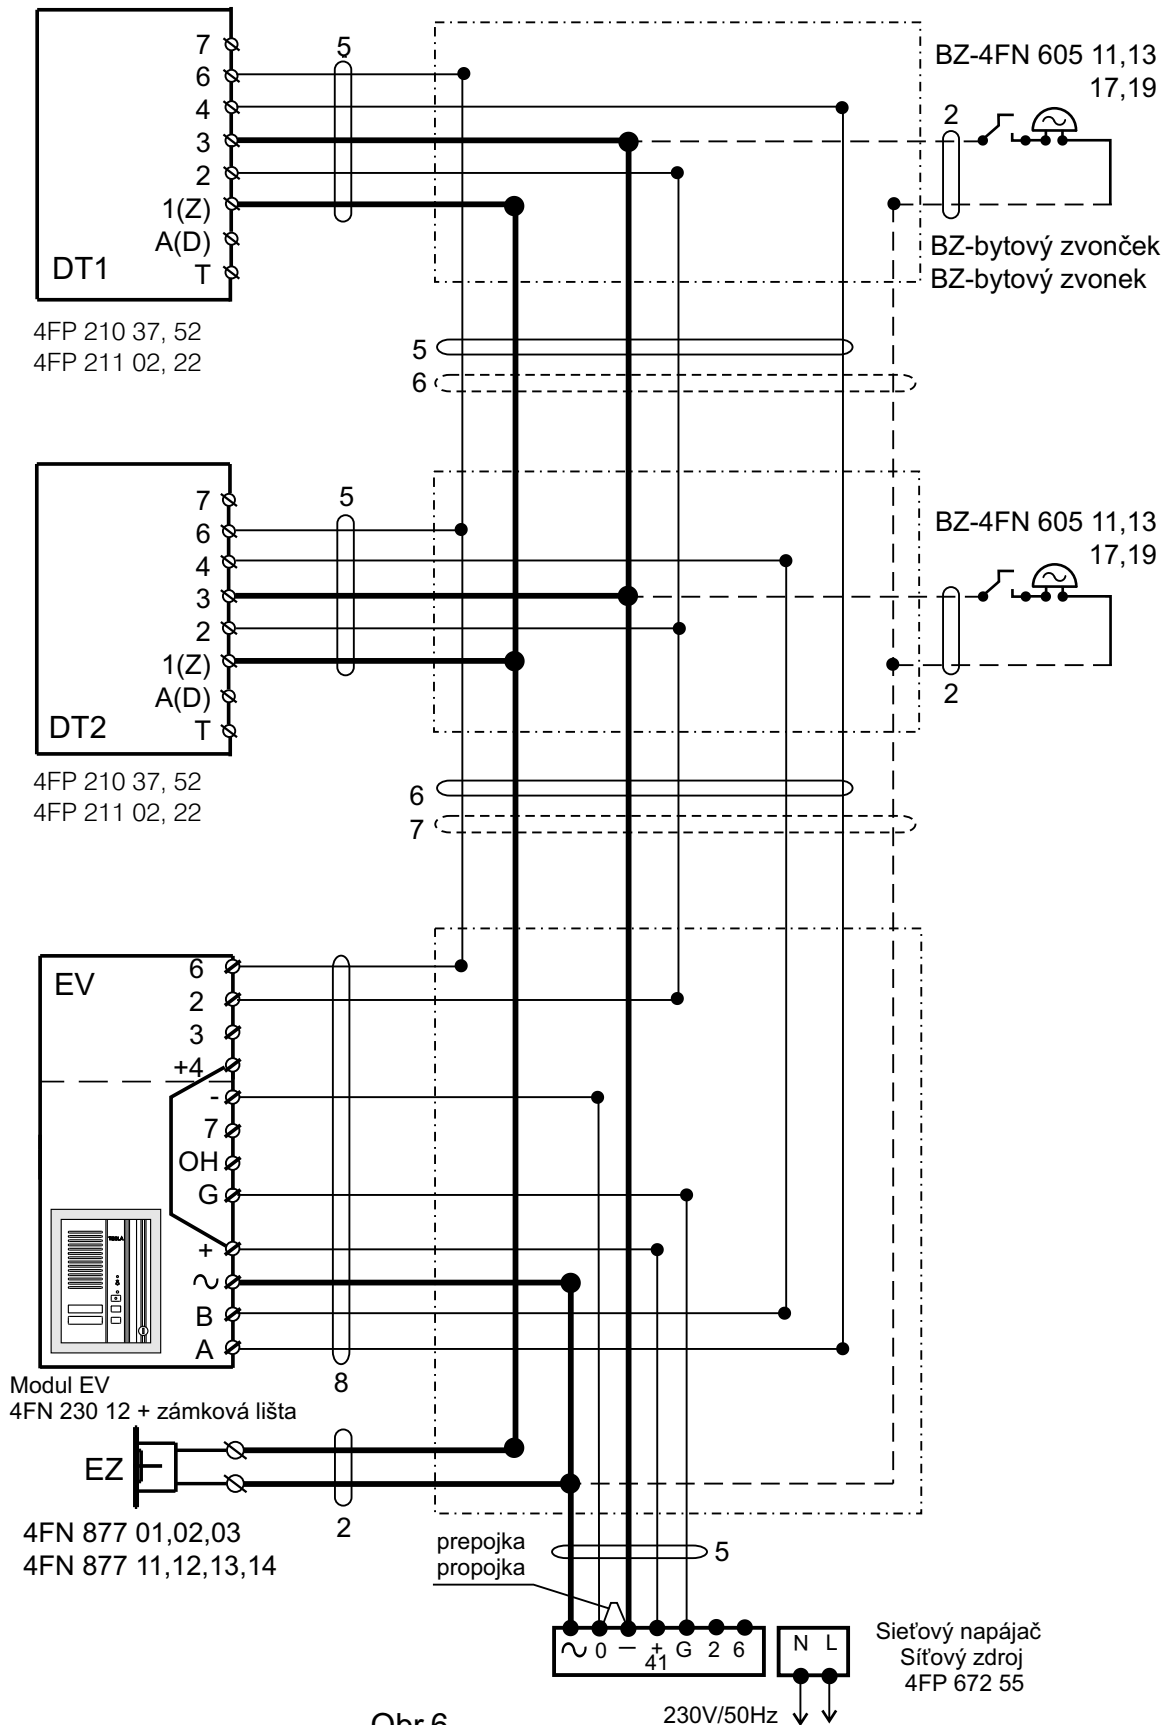 7
5
6
4
3
2
1(Z)
A(D)
T
DT1
4FP 210 37, 52
4FP 211 02, 22
BZ-4FN 605 11,13
17,19
2
BZ-bytový zvonček
BZ-bytový zvonek
5
6
7
5
6
4
3
2
1(Z)
A(D)
T
DT2
4FP 210 37, 52
4FP 211 02, 22
BZ-4FN 605 11,13
17,19
2
6
7
EV
6
2
3
+4
-
7
OH
G
+
~
B
A
TESLA
8
Modul EV
4FN 230 12 + zámková lišta
EZ
2
4FN 877 01,02,03
4FN 877 11,12,13,14
prepojka
propojka
5
~ 0 — + G 2 6
41
N L
Sieťový napájač
Síťový zdroj
4FP 672 55
230V/50Hz
Obr.6